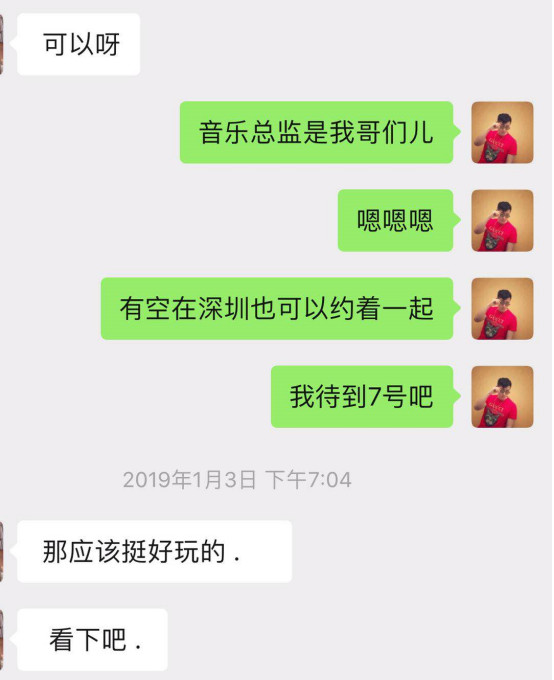 可以呀
音乐总监是我哥们儿
嗯嗯嗯
有空在深圳也可以约着一起
我待到7号吧
2019年1月3日 下午7:04
那应该挺好玩的 .
看下吧 .